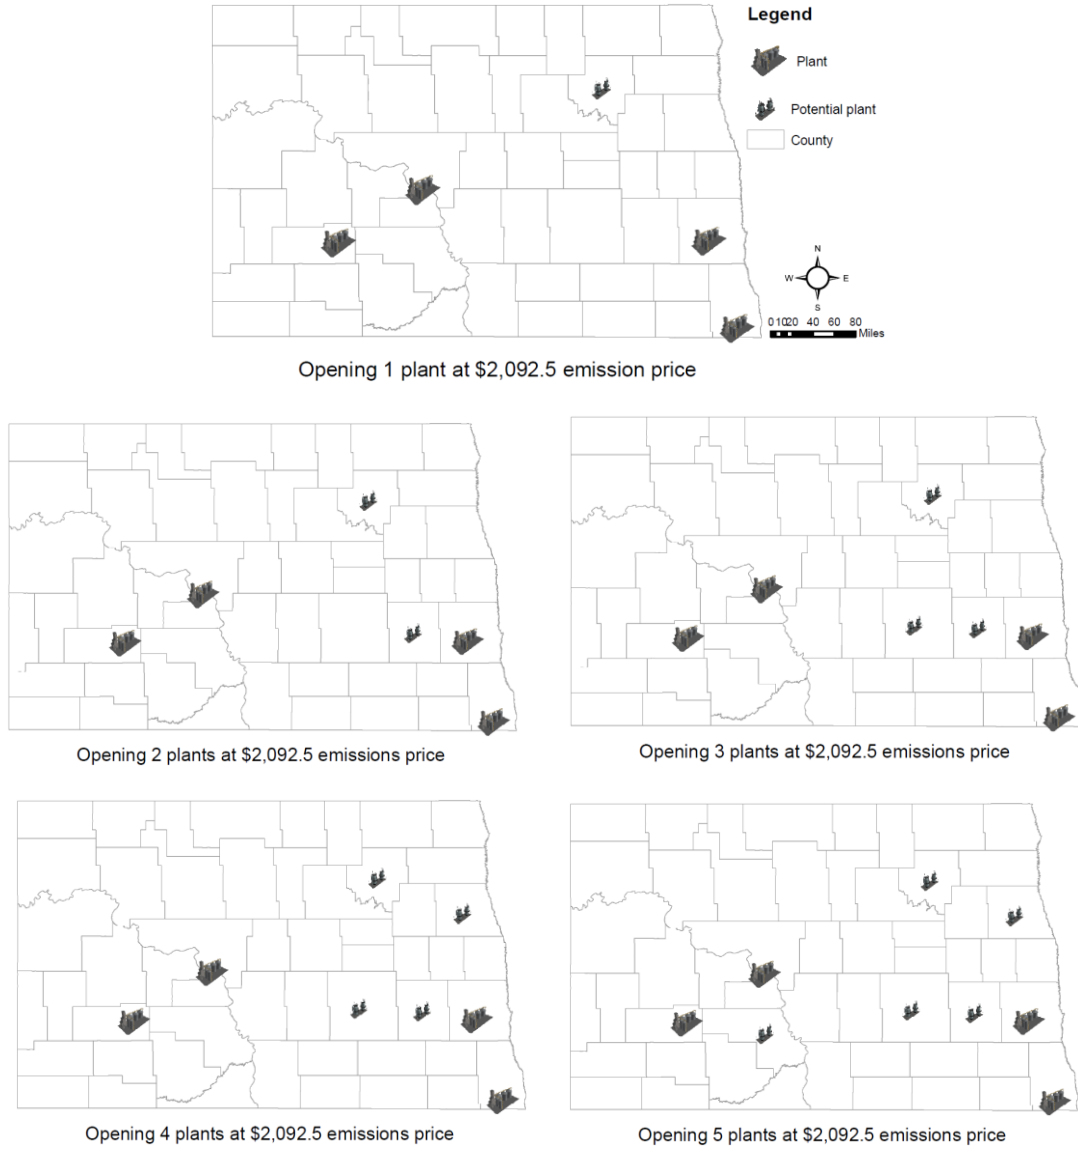 Legend
Plant
Potential plant
County
N
W E
S
0 10 20 40 60 80
Miles
Opening 1 plant at $2,092.5 emission price
Opening 2 plants at $2,092.5 emissions price
Opening 3 plants at $2,092.5 emissions price
Opening 4 plants at $2,092.5 emissions price
Opening 5 plants at $2,092.5 emissions price